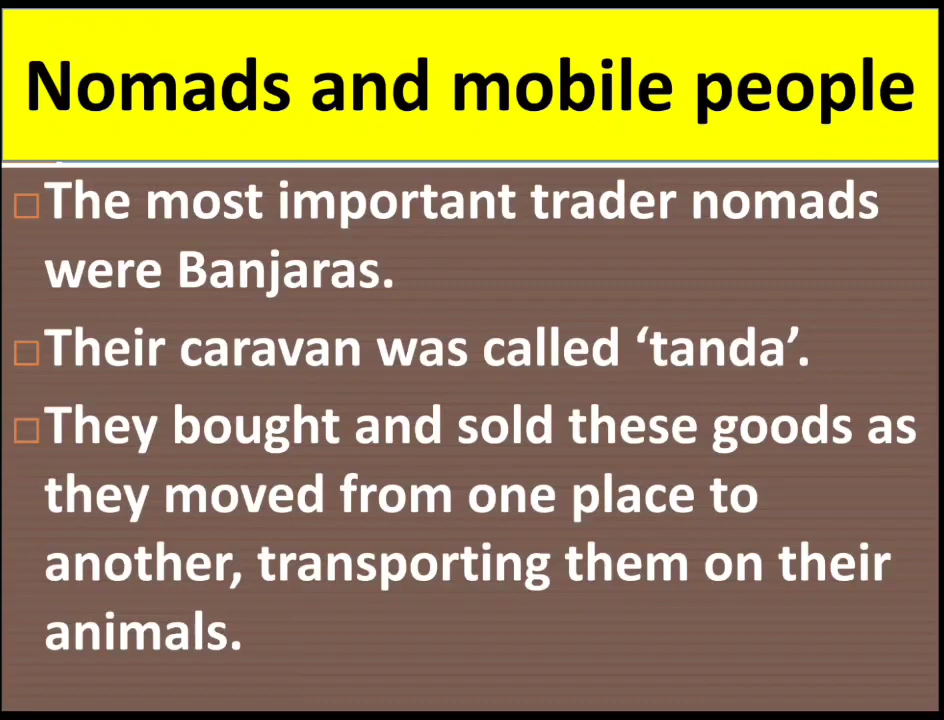 Nomads and mobile people
The most important trader nomads
were Banjaras.
Their caravan was called ‘tanda’.
They bought and sold these goods as
they moved from one place to
another, transporting them on their
animals.